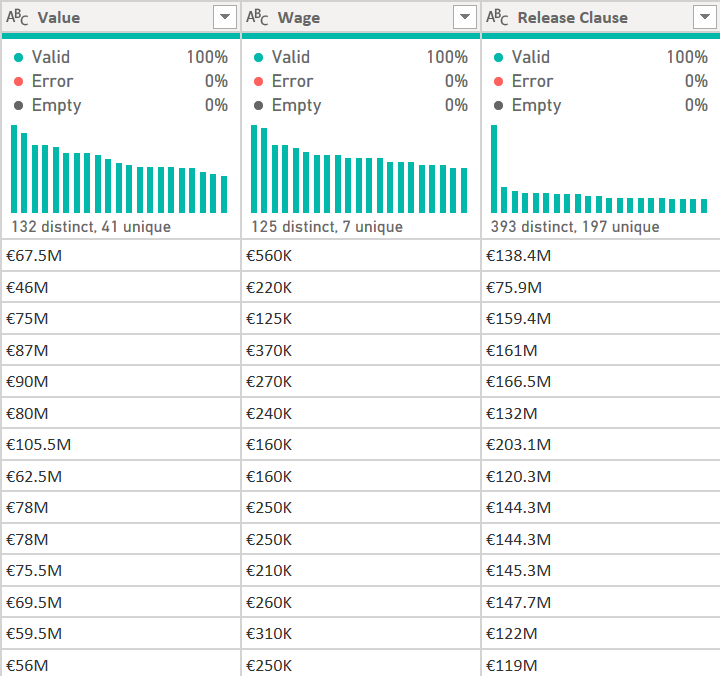 ABC Value ABC Wage ABC Release Clause
Valid 100% Valid 100% Valid 100%
Error 0% Error 0% Error 0%
Empty 0% Empty 0% Empty 0%
132 distinct, 41 unique 125 distinct, 7 unique 393 distinct, 197 unique
€67.5M €560K €138.4M
€46M €220K €75.9M
€75M €125K €159.4M
€87M €370K €161M
€90M €270K €166.5M
€80M €240K €132M
€105.5M €160K €203.1M
€62.5M €160K €120.3M
€78M €250K €144.3M
€78M €250K €144.3M
€75.5M €210K €145.3M
€69.5M €260K €147.7M
€59.5M €310K €122M
€56M €250K €119M